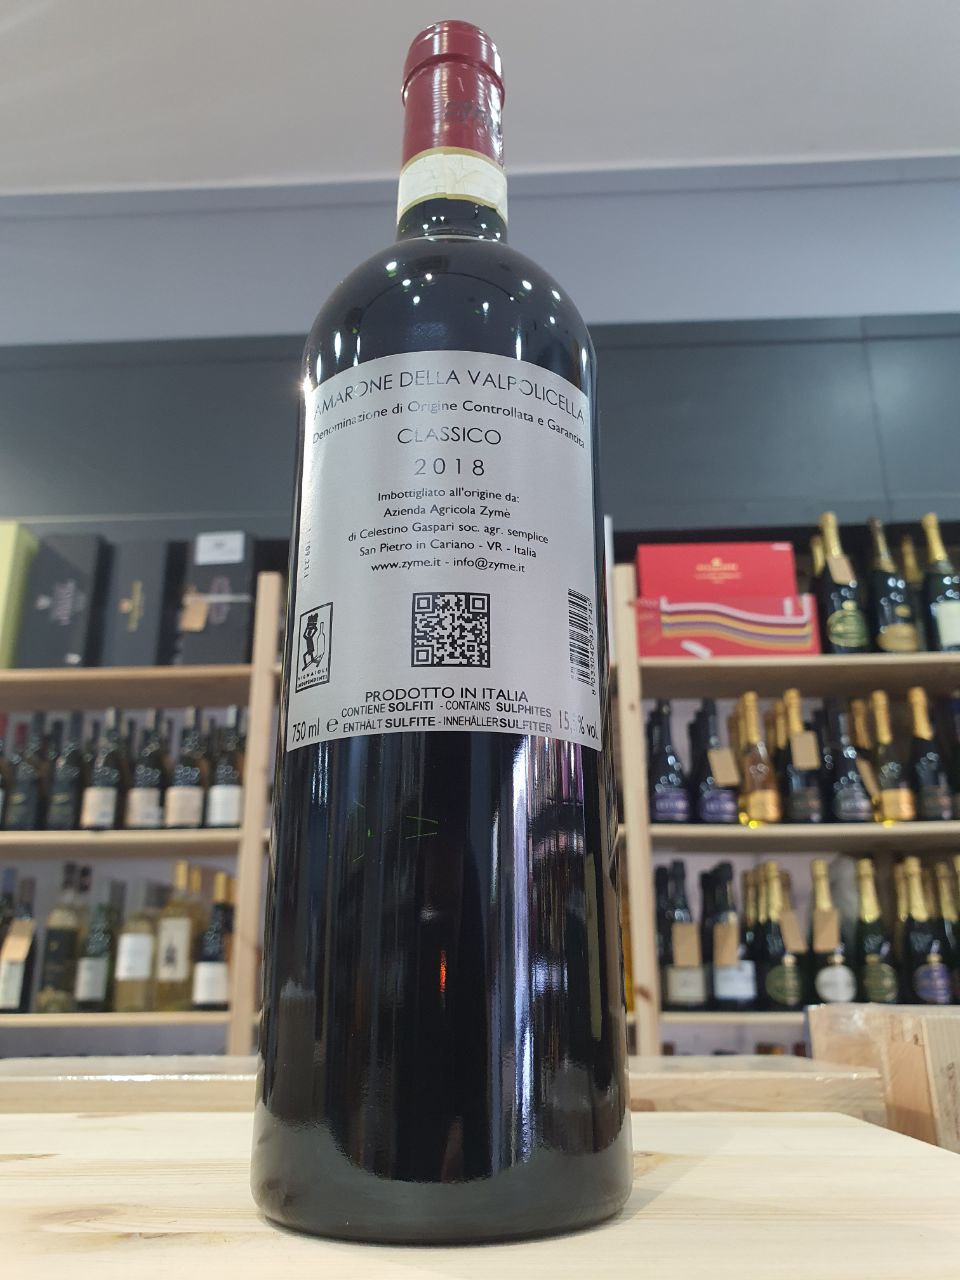 AMARONE DELLA VALPOLICELLA
Denominazione di Origine Controllata e Garantita
CLASSICO
2018
Imbottigliato all'origine da:
Azienda Agricola Zymè
di Celestino Gaspari soc. agr. semplice
San Pietro in Cariano - VR - Italia
www.zyme.it - info@zyme.it
VIGNAIOLI
INDIPENDENTI
PRODOTTO IN ITALIA
CONTIENE SOLFITI - CONTAINS SULPHITES
750 ml e ENTHÄLT SULFITE - INNEHÅLLER SULFITER % vol.